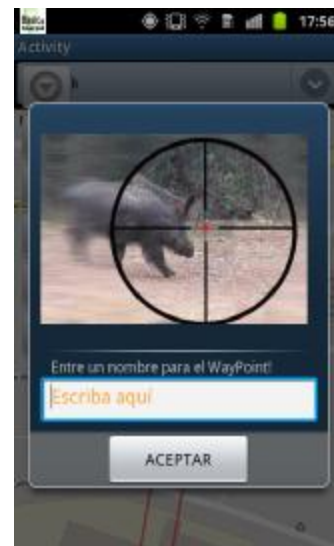 17:56
Activity
Entre un nombre para el WayPoint!
Escriba aquí
ACEPTAR